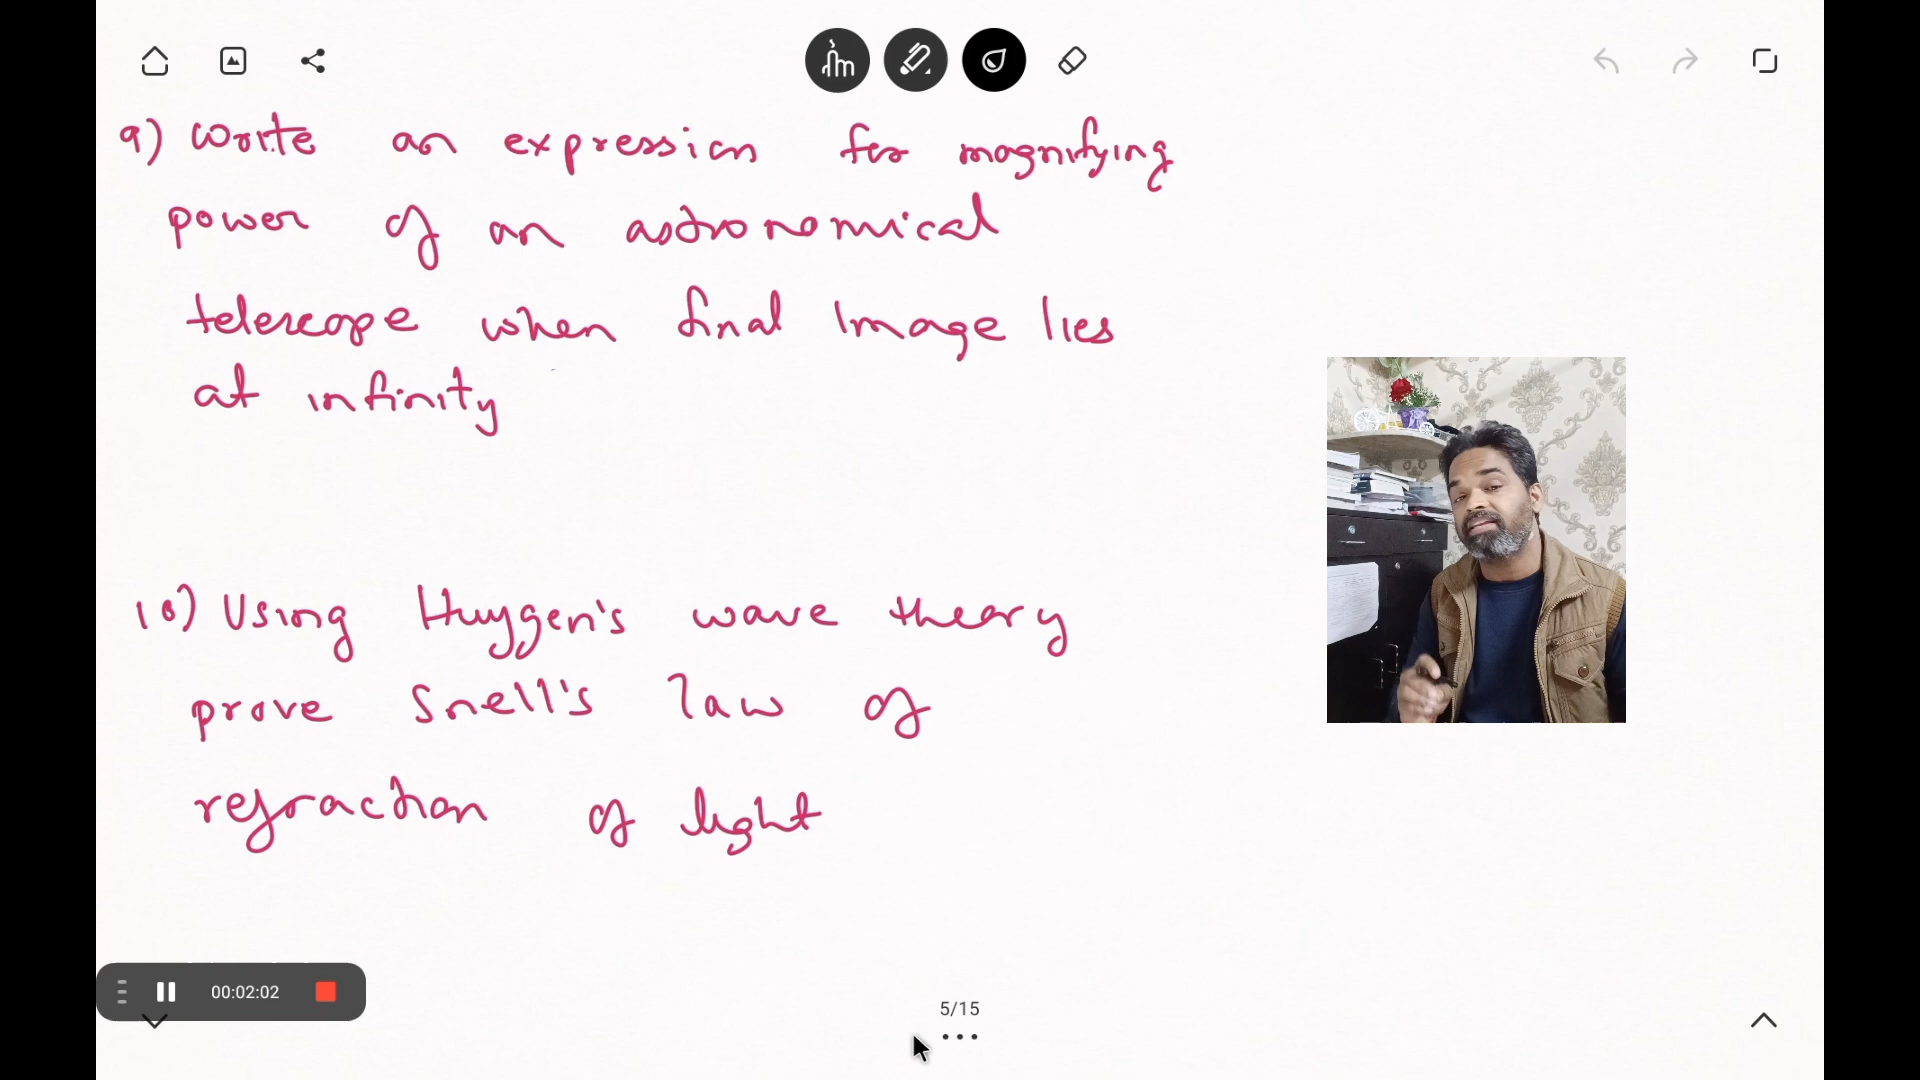 9) Write an expression for magnifying
power of an astronomical
telescope when final Image lies
at infinity
10) Using Huygen's wave theory
prove Snell's law of
refraction of light
00:02:02
5/15